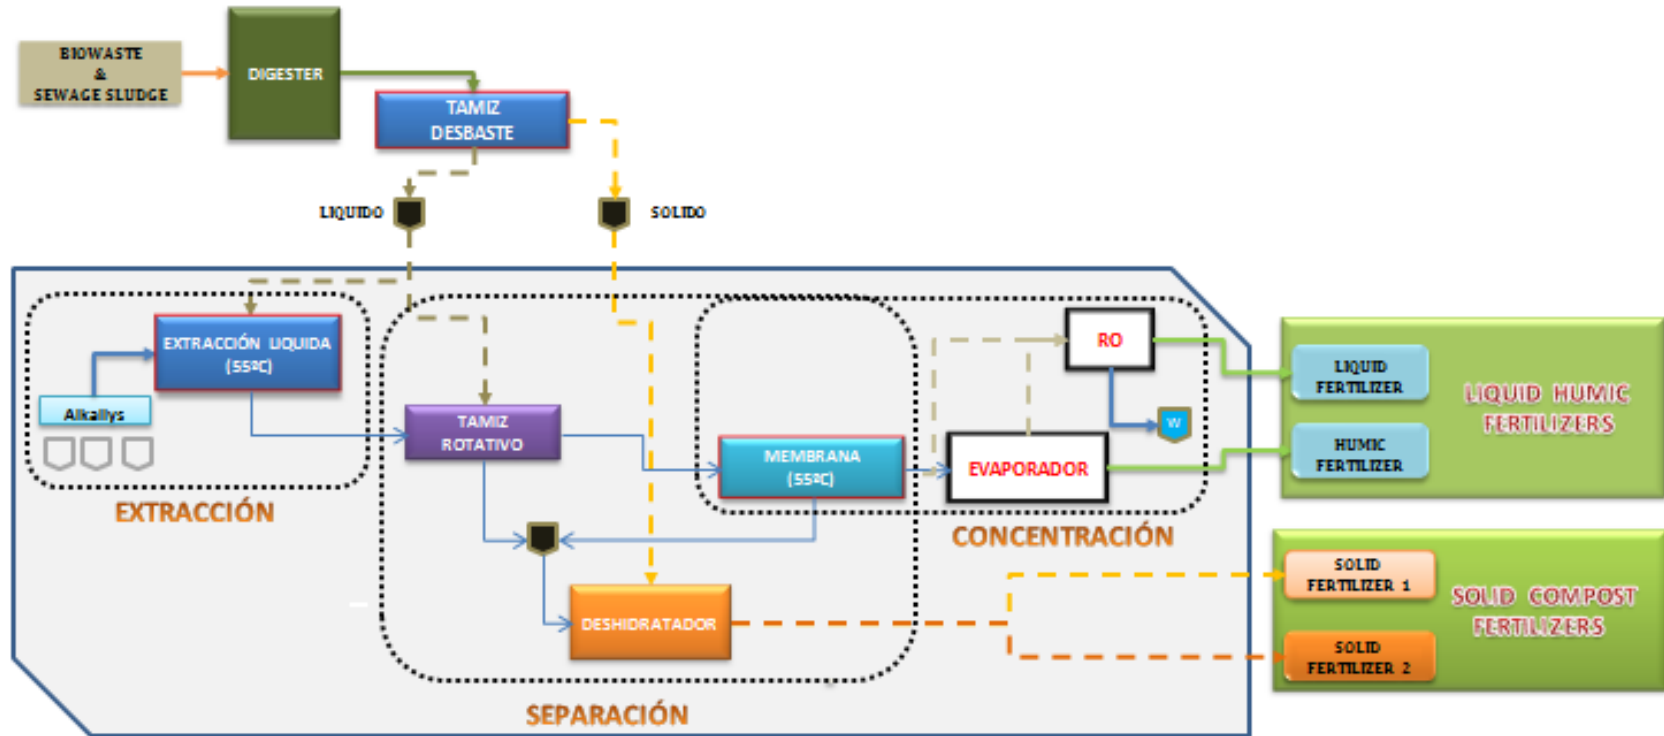 BIOWASTE
&
SEWAGE SLUDGE
DIGESTER
TAMIZ
DESBASTE
LIQUIDO
SOLIDO
EXTRACCIÓN LIQUIDA
(55ºC)
Alkallys
EXTRACCIÓN
TAMIZ
ROTATIVO
MEMBRANA
(55ºC)
DESHIDRATADOR
SEPARACIÓN
RO
W
EVAPORADOR
CONCENTRACIÓN
LIQUID
FERTILIZER
HUMIC
FERTILIZER
LIQUID HUMIC
FERTILIZERS
SOLID
FERTILIZER 1
SOLID
FERTILIZER 2
SOLID COMPOST
FERTILIZERS